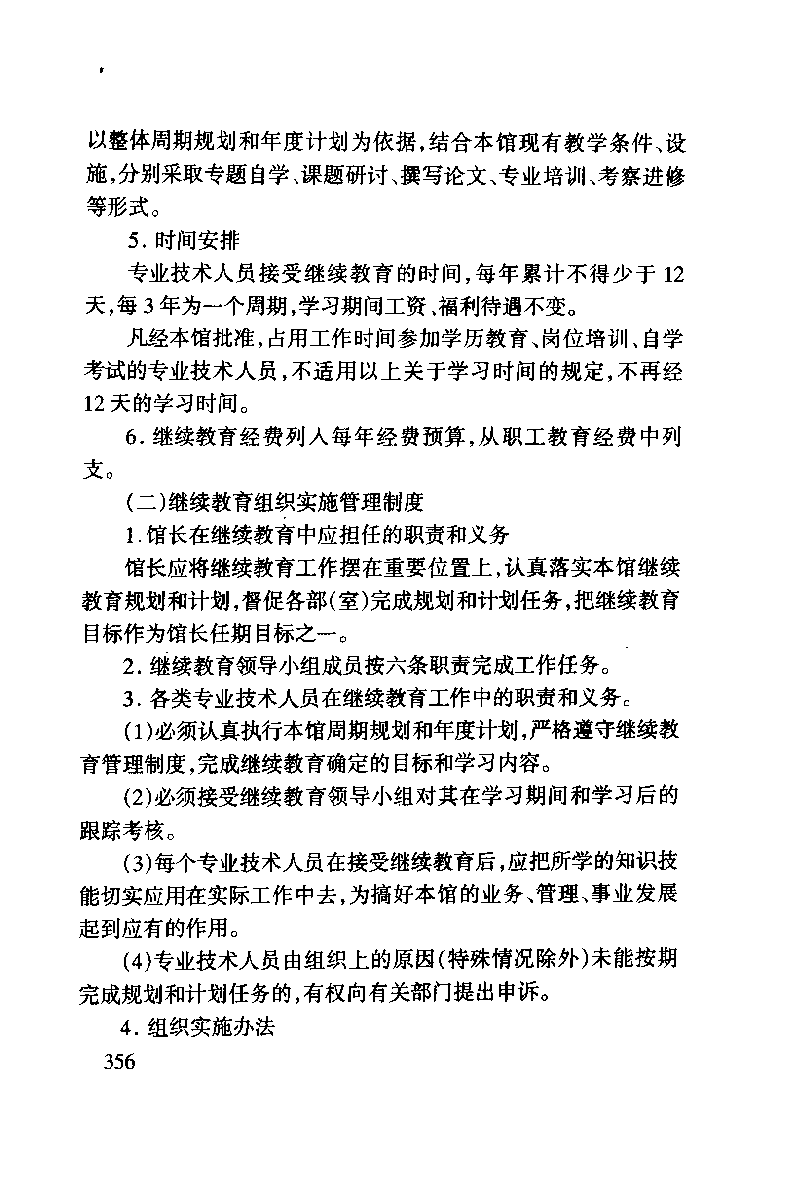 以整体周期规划和年度计划为依据,结合本馆现有教学条件、设
施,分别采取专题自学、课题研讨、撰写论文、专业培训、考察进修
等形式。
5. 时间安排
专业技术人员接受继续教育的时间,每年累计不得少于 12
天,每 3 年为一个周期,学习期间工资、福利待遇不变。
凡经本馆批准,占用工作时间参加学历教育、岗位培训、自学
考试的专业技术人员,不适用以上关于学习时间的规定,不再经
12 天的学习时间。
6. 继续教育经费列入每年经费预算,从职工教育经费中列
支。
(二)继续教育组织实施管理制度
1.馆长在继续教育中应担任的职责和义务
馆长应将继续教育工作摆在重要位置上,认真落实本馆继续
教育规划和计划,督促各部(室)完成规划和计划任务,把继续教育
目标作为馆长任期目标之一。
2. 继续教育领导小组成员按六条职责完成工作任务。
3. 各类专业技术人员在继续教育工作中的职责和义务。
(1)必须认真执行本馆周期规划和年度计划,严格遵守继续教
育管理制度,完成继续教育确定的目标和学习内容。
(2)必须接受继续教育领导小组对其在学习期间和学习后的
跟踪考核。
(3)每个专业技术人员在接受继续教育后,应把所学的知识技
能切实应用在实际工作中去,为搞好本馆的业务、管理、事业发展
起到应有的作用。
(4)专业技术人员由组织上的原因(特殊情况除外)未能按期
完成规划和计划任务的,有权向有关部门提出申诉。
4. 组织实施办法
356